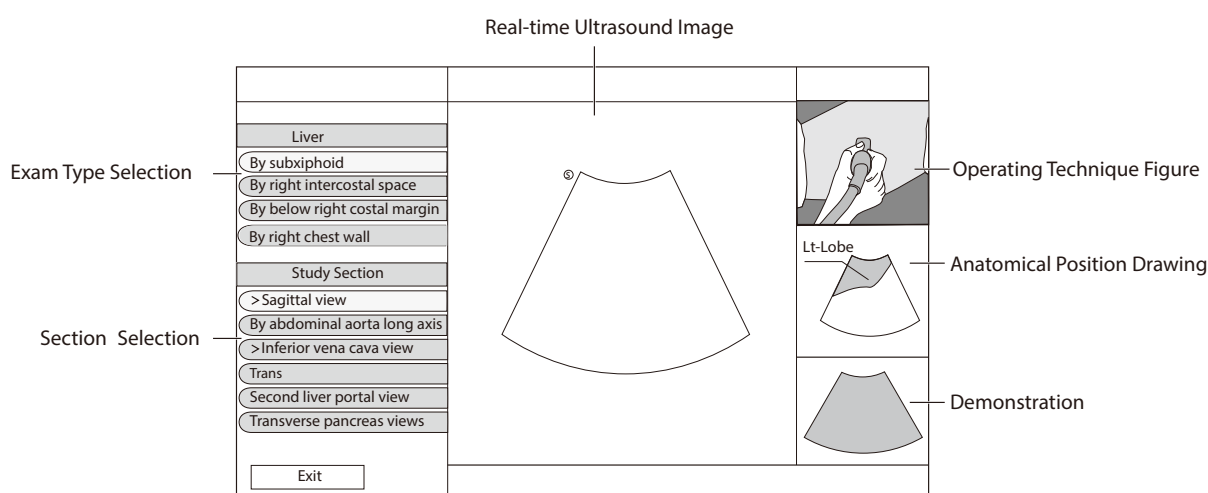 Real-time Ultrasound Image
Liver
By subxiphoid
By right intercostal space
By below right costal margin
By right chest wall
Study Section
>Sagittal view
By abdominal aorta long axis
>Inferior vena cava view
Trans
Second liver portal view
Transverse pancreas views
Exit
Exam Type Selection
Section Selection
S
Lt-Lobe
Operating Technique Figure
Anatomical Position Drawing
Demonstration